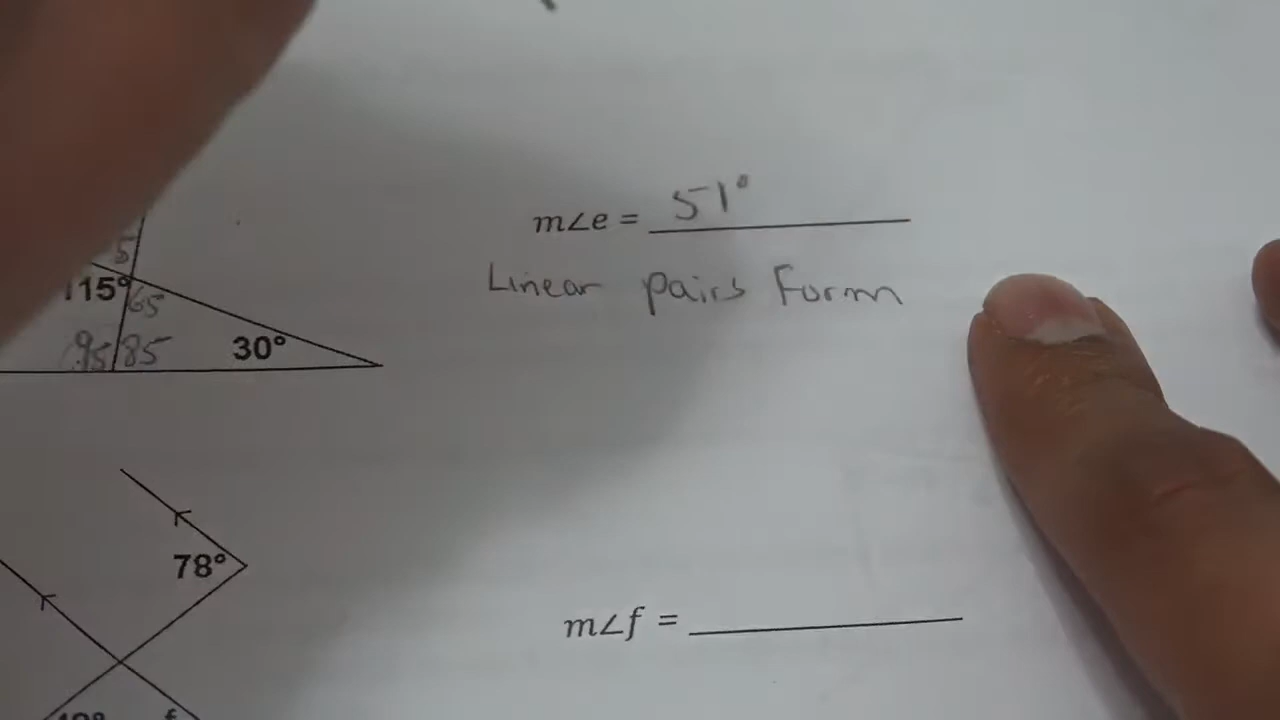 m∠e = 51°
Linear pairs Form
115°
65
95 85
30°
78°
m∠f =